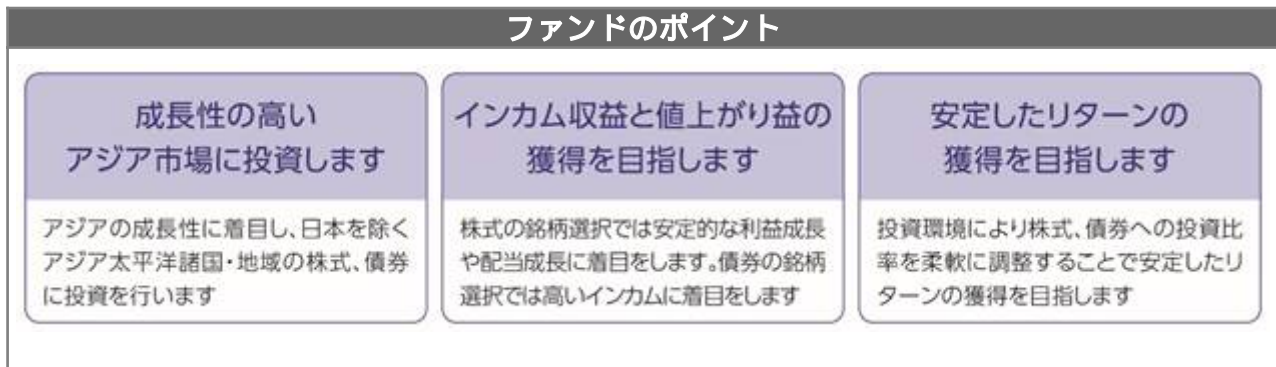 ファンドのポイント
成長性の高い
アジア市場に投資します
アジアの成長性に着目し、日本を除く
アジア太平洋諸国・地域の株式、債券
に投資を行います
インカム収益と値上がり益の
獲得を目指します
株式の銘柄選択では安定的な利益成長
や配当成長に着目をします。債券の銘柄
選択では高いインカムに着目をします
安定したリターンの
獲得を目指します
投資環境により株式、債券への投資比
率を柔軟に調整することで安定したリ
ターンの獲得を目指します